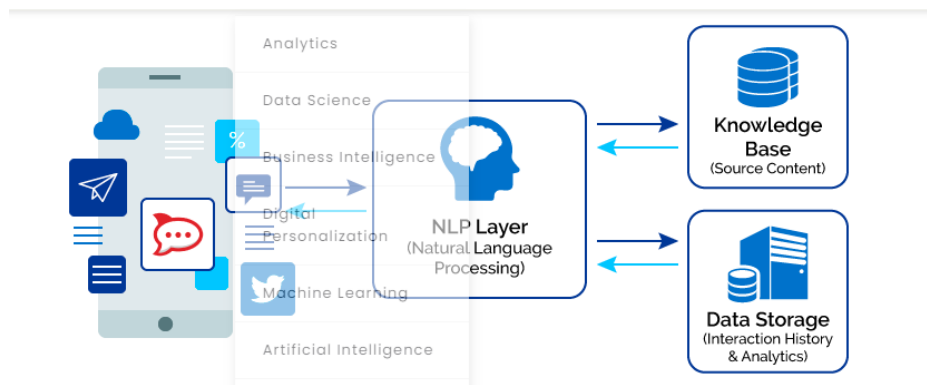 Analytics
Data Science
Business Intelligence
Digital
Personalization
Machine Learning
Artificial Intelligence
%
NLP Layer
(Natural Language
Processing)
Knowledge
Base
(Source Content)
Data Storage
(Interaction History
& Analytics)